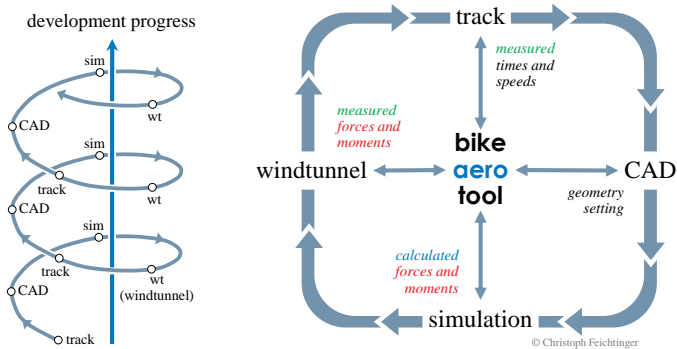 development progress
sim
wt
CAD
sim
track
wt
CAD
sim
track
wt
(windtunnel)
CAD
track
track
measured
times and
speeds
measured
forces and
moments
bike
aero
tool
windtunnel
CAD
geometry
setting
calculated
forces and
moments
simulation
© Christoph Feichtinger